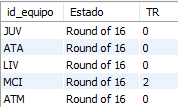 id_equipo Estado TR
JUV Round of 16 0
ATA Round of 16 0
LIV Round of 16 0
MCI Round of 16 2
ATM Round of 16 0